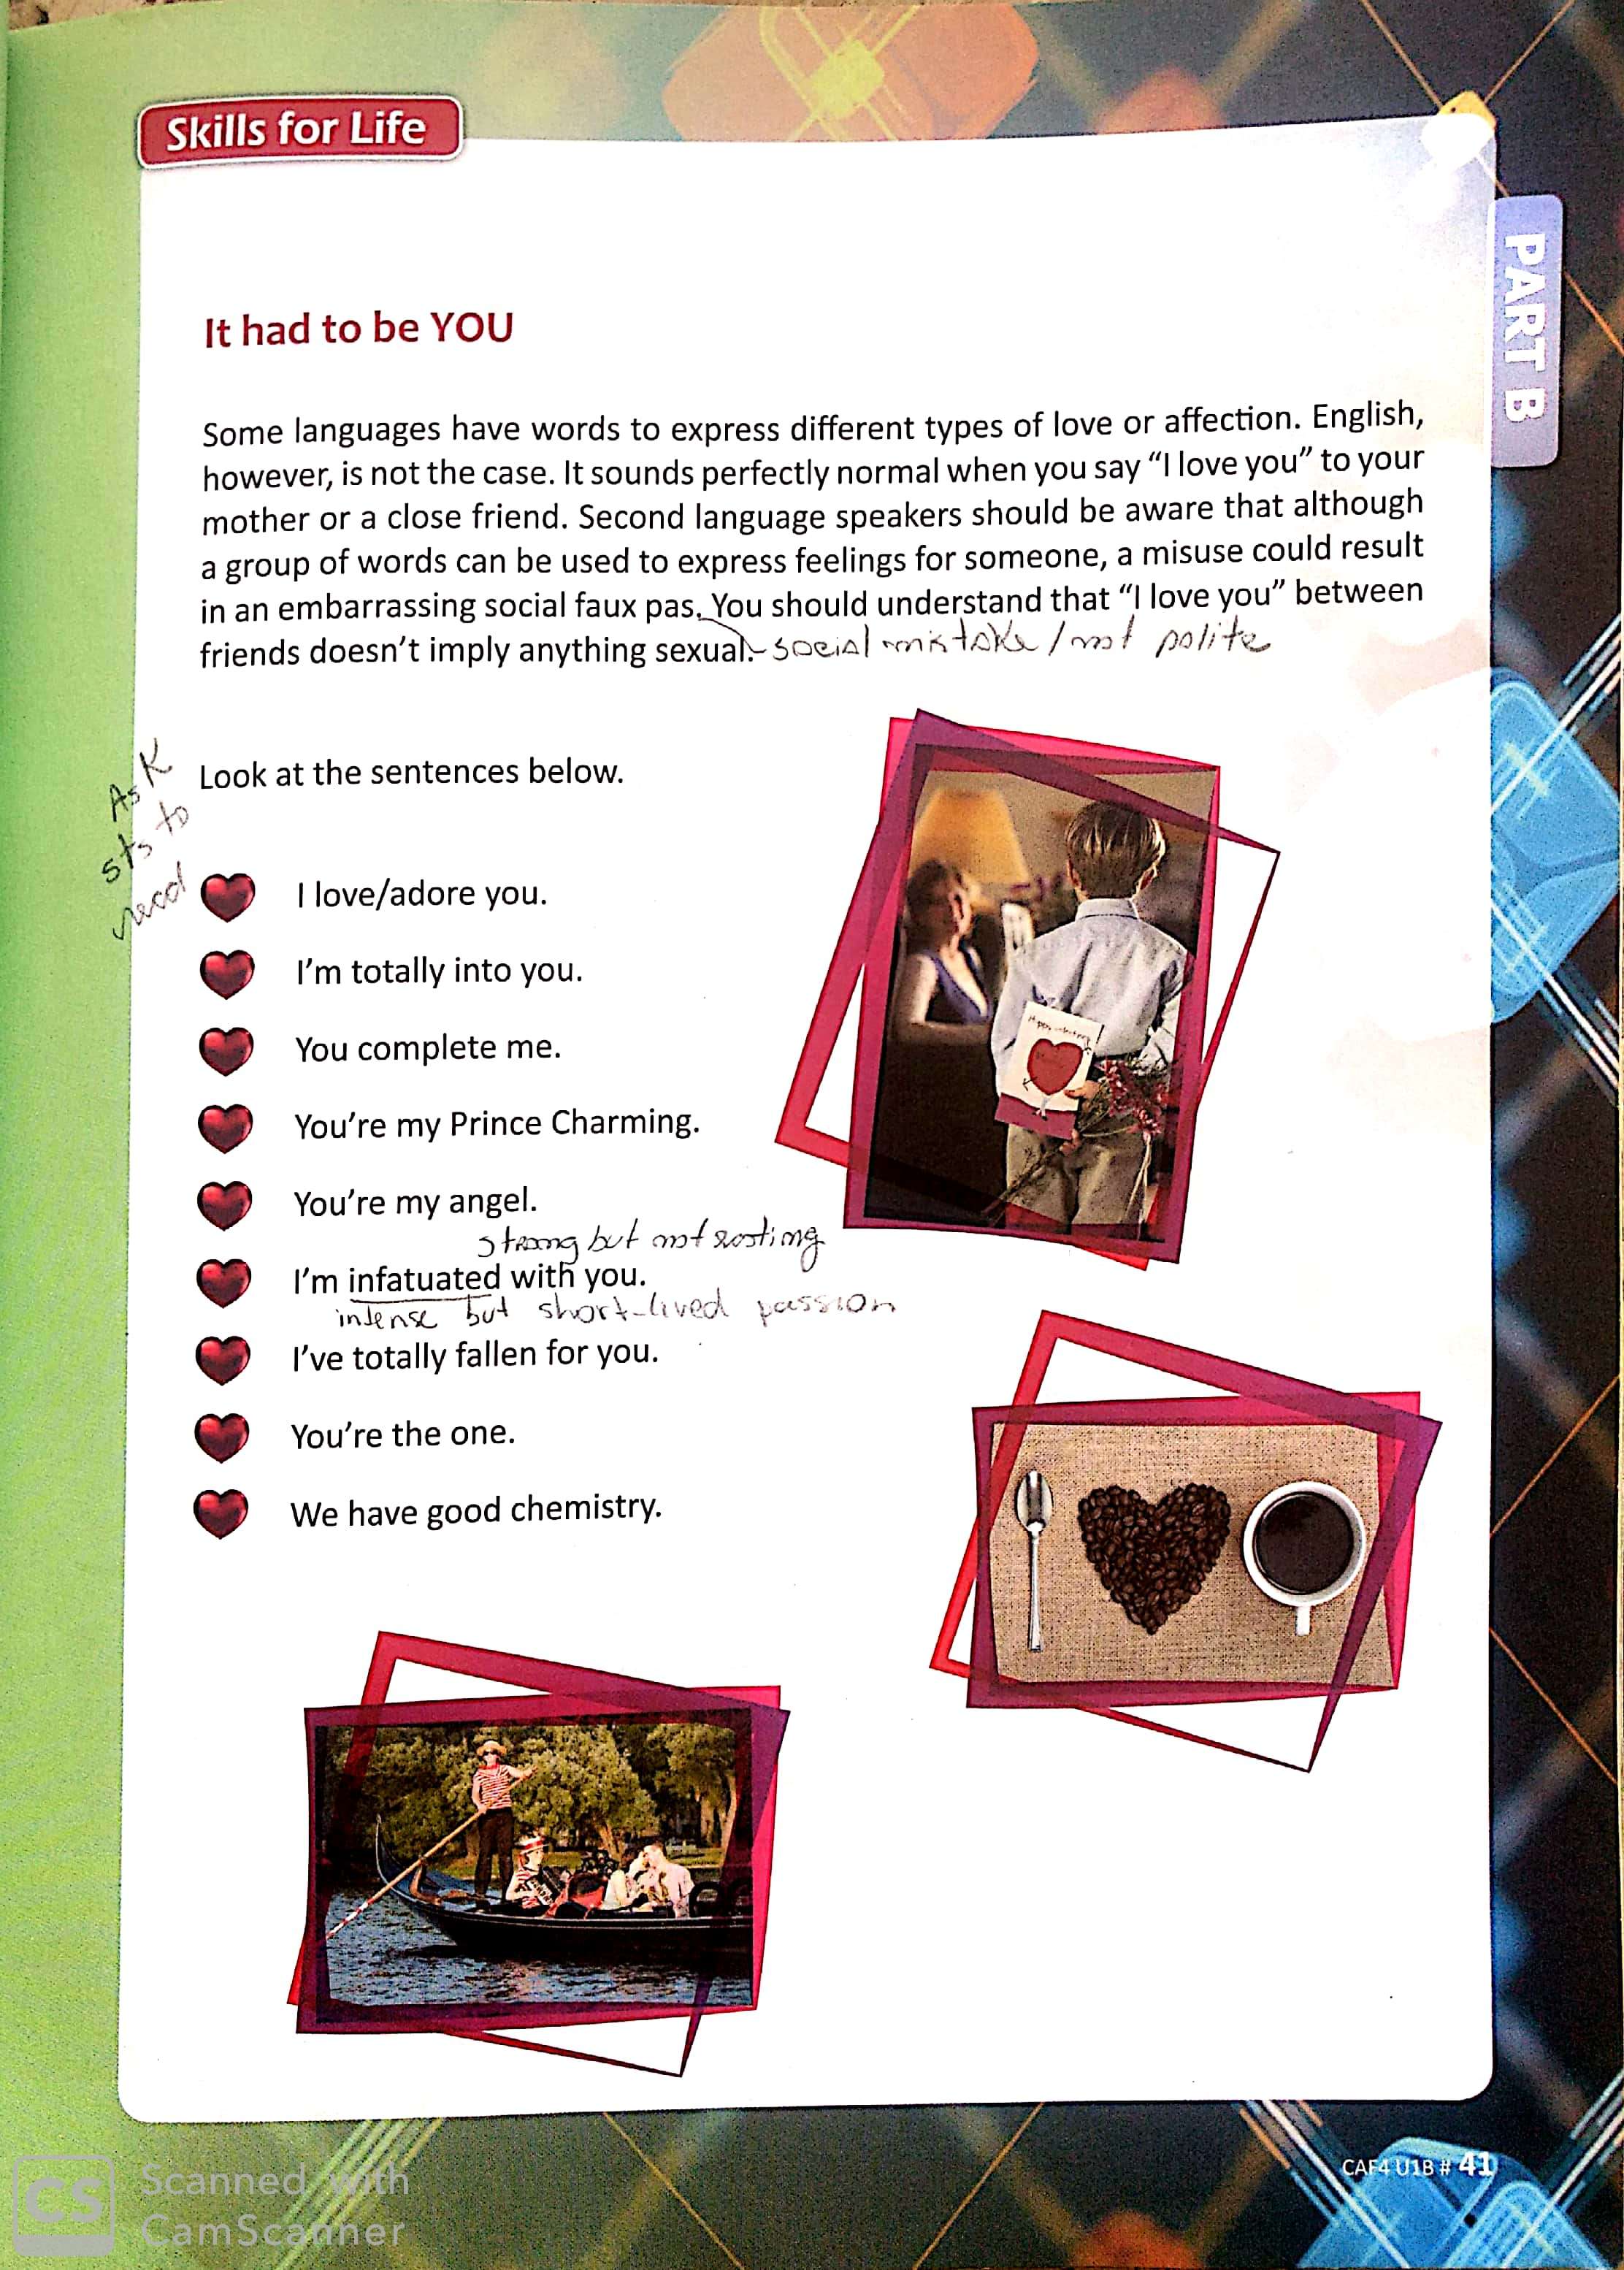 Skills for Life
PART B
It had to be YOU
Some languages have words to express different types of love or affection. English,
however, is not the case. It sounds perfectly normal when you say “I love you” to your
mother or a close friend. Second language speakers should be aware that although
a group of words can be used to express feelings for someone, a misuse could result
in an embarrassing social faux pas. You should understand that “I love you” between
friends doesn’t imply anything sexual.
social mistake / not polite
Look at the sentences below.
Ask
sts to
read
I love/adore you.
I’m totally into you.
You complete me.
You’re my Prince Charming.
You’re my angel.
strong but not lasting
I’m infatuated with you.
intense but short-lived passion
I’ve totally fallen for you.
You’re the one.
We have good chemistry.
CAF4 U1B # 41
CS
Scanned with
CamScanner